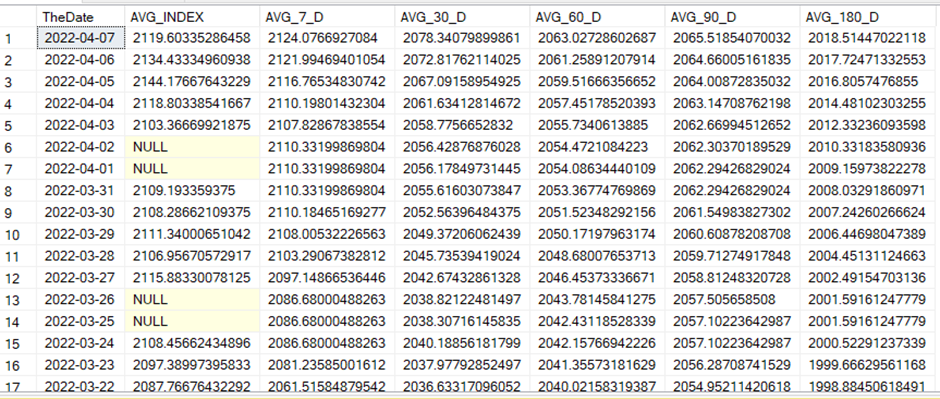 TheDate AVG_INDEX AVG_7_D AVG_30_D AVG_60_D AVG_90_D AVG_180_D
1 2022-04-07 2119.60335286458 2124.0766927084 2078.34079899861 2063.02728602687 2065.51854070032 2018.51447022118
2 2022-04-06 2134.43334960938 2121.99469401054 2072.81762114025 2061.25891207914 2064.66005161835 2017.72471332553
3 2022-04-05 2144.17667643229 2116.76534830742 2067.09158954925 2059.51666356652 2064.00872835032 2016.8057476855
4 2022-04-04 2118.80338541667 2110.19801432304 2061.63412814672 2057.45178520393 2063.14708762198 2014.48102303255
5 2022-04-03 2103.36669921875 2107.82867838554 2058.7756652832 2055.7340613885 2062.66994512652 2012.33236093598
6 2022-04-02 NULL 2110.33199869804 2056.42876876028 2054.4721084223 2062.30370189529 2010.33183580936
7 2022-04-01 NULL 2110.33199869804 2056.17849731445 2054.08634440109 2062.29426829024 2009.15973822278
8 2022-03-31 2109.193359375 2110.33199869804 2055.61603073847 2053.36774769869 2062.29426829024 2008.03291860971
9 2022-03-30 2108.28662109375 2110.18465169277 2052.56396484375 2051.52348292156 2061.54983827302 2007.24260266624
10 2022-03-29 2111.34000651042 2108.00532226563 2049.37206062439 2050.17197963174 2060.60878208708 2006.44698047389
11 2022-03-28 2106.95670572917 2103.29067382812 2045.73539419024 2048.68007653713 2059.71274917848 2004.45131124663
12 2022-03-27 2115.88330078125 2097.14866536446 2042.67432861328 2046.45373336671 2058.81248320728 2002.49154703136
13 2022-03-26 NULL 2086.68000488263 2038.82122481497 2043.78145841275 2057.505658508 2001.59161247779
14 2022-03-25 NULL 2086.68000488263 2038.30716145835 2042.43118528339 2057.10223642987 2001.59161247779
15 2022-03-24 2108.45662434896 2086.68000488263 2040.18856181799 2042.15766942226 2057.10223642987 2000.52291237339
16 2022-03-23 2097.38997395833 2081.23585001612 2037.97792852497 2041.35573181629 2056.28708741529 1999.66629561168
17 2022-03-22 2087.76676432292 2061.51584879542 2036.63317096052 2040.02158319387 2054.95211420618 1998.88450618491